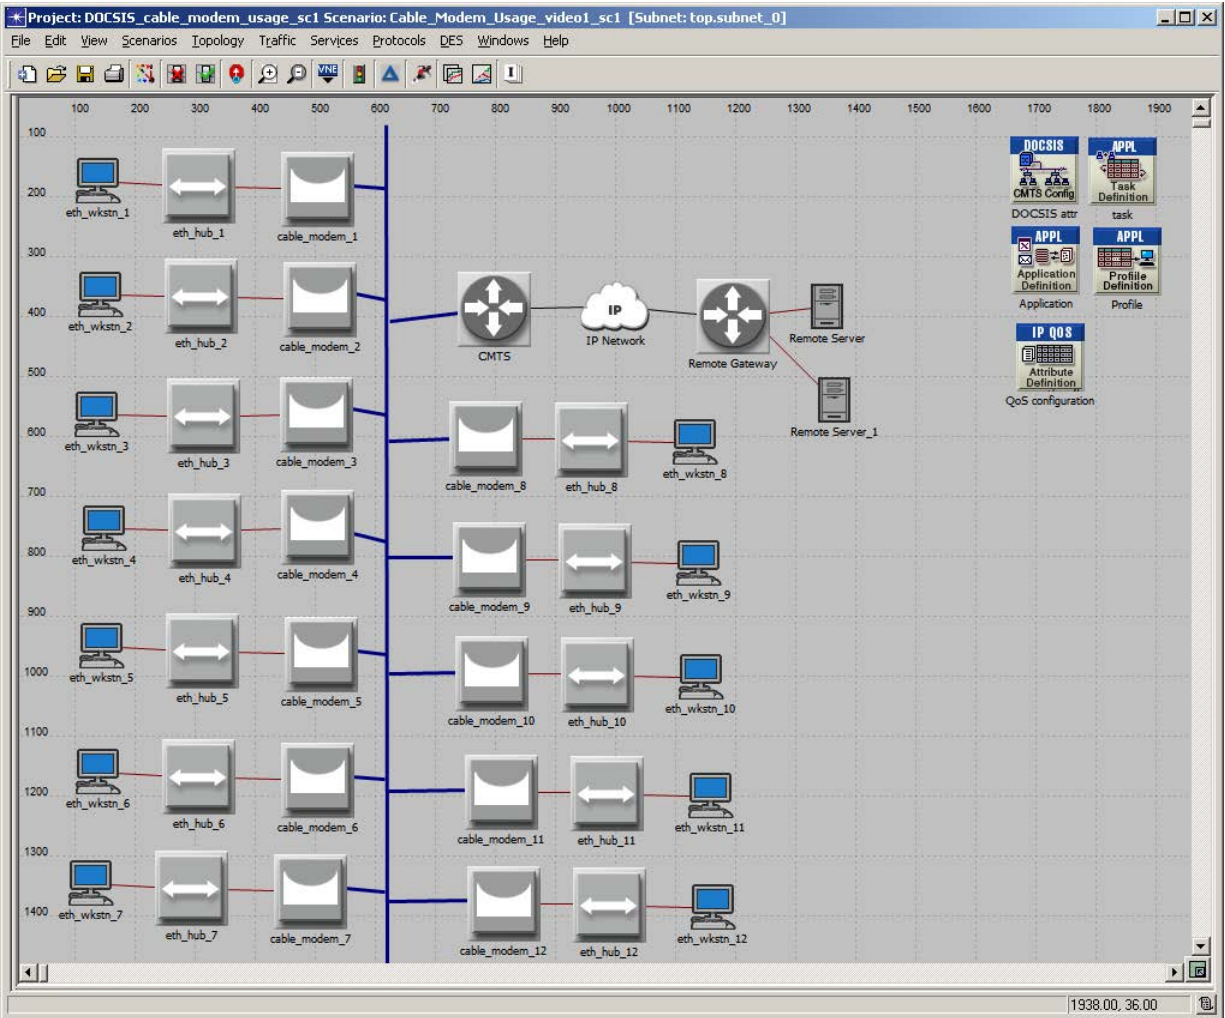 Project: DOCSIS_cable_modem_usage_sc1 Scenario: Cable_Modem_Usage_video1_sc1 [Subnet: top.subnet_0]
File Edit View Scenarios Topology Traffic Services Protocols DES Windows Help
VNE
100 200 300 400 500 600 700 800 900 1000 1100 1200 1300 1400 1500 1600 1700 1800 1900
100
200
300
400
500
600
700
800
900
1000
1100
1200
1300
1400
eth_wkstn_1
eth_hub_1
cable_modem_1
eth_wkstn_2
eth_hub_2
cable_modem_2
eth_wkstn_3
eth_hub_3
cable_modem_3
eth_wkstn_4
eth_hub_4
cable_modem_4
eth_wkstn_5
eth_hub_5
cable_modem_5
eth_wkstn_6
eth_hub_6
cable_modem_6
eth_wkstn_7
eth_hub_7
cable_modem_7
CMTS
IP
IP Network
Remote Gateway
Remote Server
Remote Server_1
cable_modem_8
eth_hub_8
eth_wkstn_8
cable_modem_9
eth_hub_9
eth_wkstn_9
cable_modem_10
eth_hub_10
eth_wkstn_10
cable_modem_11
eth_hub_11
eth_wkstn_11
cable_modem_12
eth_hub_12
eth_wkstn_12
DOCSIS
CMTS Config
DOCSIS attr
APPL
Task
Definition
task
APPL
Application
Definition
Application
APPL
Profile
Definition
Profile
IP QOS
Attribute
Definition
QoS configuration
1938.00, 36.00